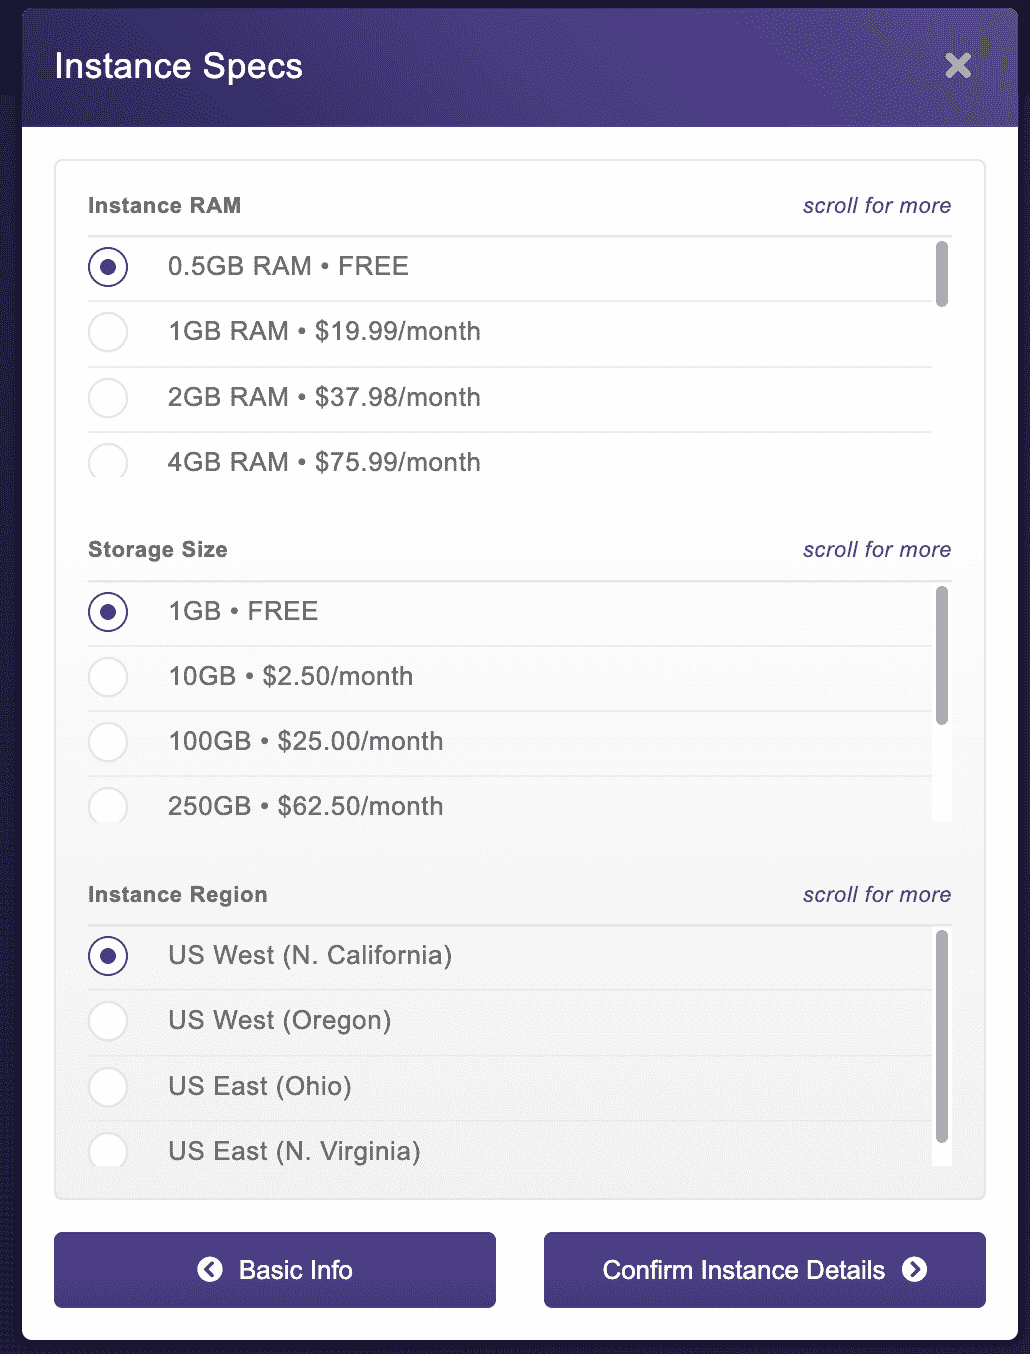 Instance Specs
Instance RAM
scroll for more
0.5GB RAM • FREE
1GB RAM • $19.99/month
2GB RAM • $37.98/month
4GB RAM • $75.99/month
Storage Size
scroll for more
1GB • FREE
10GB • $2.50/month
100GB • $25.00/month
250GB • $62.50/month
Instance Region
scroll for more
US West (N. California)
US West (Oregon)
US East (Ohio)
US East (N. Virginia)
Basic Info
Confirm Instance Details